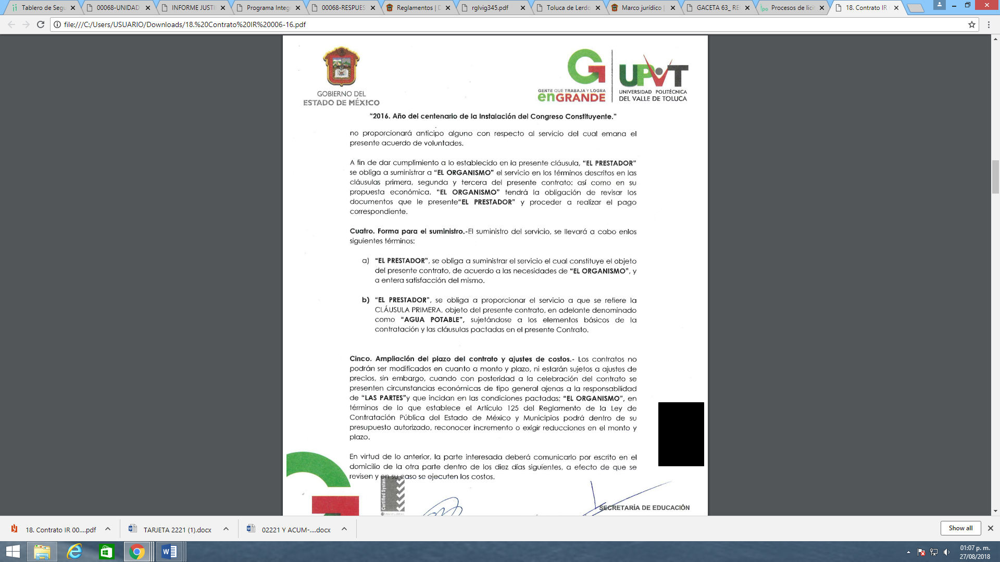 Tablero de Segu
00068-UNIDAD
INFORME JUSTI
Programa Integ
00068-RESPUES
Reglamentos | D
rglvig345.pdf
Toluca de Lerdo
Marco jurídico |
GACETA 63_ RE
Procesos de licit
18. Contrato IR
file:///C:/Users/USUARIO/Downloads/18.%20Contrato%20IR%20006-16.pdf
GOBIERNO DEL
ESTADO DE MÉXICO
GENTE QUE TRABAJA Y LOGRA
enGRANDE
UPVT
UNIVERSIDAD POLITÉCNICA
DEL VALLE DE TOLUCA
"2016. Año del centenario de la Instalación del Congreso Constituyente."
no proporcionará anticipo alguno con respecto al servicio del cual emana el
presente acuerdo de voluntades.
A fin de dar cumplimiento a lo establecido en la presente cláusula, "EL PRESTADOR"
se obliga a suministrar a "EL ORGANISMO" el servicio en los términos descritos en las
cláusulas primera, segunda y tercera del presente contrato: así como en su
propuesta económica. "EL ORGANISMO" tendrá la obligación de revisar los
documentos que le presente"EL PRESTADOR" y proceder a realizar el pago
correspondiente.
Cuatro. Forma para el suministro.-El suministro del servicio, se llevará a cabo enlos
siguientes términos:
a) "EL PRESTADOR", se obliga a suministrar el servicio el cual constituye el objeto
del presente contrato, de acuerdo a las necesidades de "EL ORGANISMO", y
a entera satisfacción del mismo.
b) "EL PRESTADOR", se obliga a proporcionar el servicio a que se refiere la
CLÁUSULA PRIMERA, objeto del presente contrato, en adelante denominado
como "AGUA POTABLE", sujetándose a los elementos básicos de la
contratación y las cláusulas pactadas en el presente Contrato.
Cinco. Ampliación del plazo del contrato y ajustes de costos.- Los contratos no
podrán ser modificados en cuanto a monto y plazo, ni estarán sujetos a ajustes de
precios, sin embargo, cuando con posteridad a la celebración del contrato se
presenten circunstancias económicas de tipo general ajenas a la responsabilidad
de "LAS PARTES"y que incidan en las condiciones pactadas; "EL ORGANISMO", en
términos de lo que establece el Artículo 125 del Reglamento de la Ley de
Contratación Pública del Estado de México y Municipios podrá dentro de su
presupuesto autorizado, reconocer incremento o exigir reducciones en el monto y
plazo.
En virtud de lo anterior, la parte interesada deberá comunicarlo por escrito en el
domicilio de la otra parte dentro de los diez días siguientes, a efecto de que se
revisen y en su caso se ejecuten los costos.
Certified System
SECRETARÍA DE EDUCACIÓN
18. Contrato IR 00....pdf
TARJETA 2221 (1).docx
02221 Y ACUM-....docx
Show all
01:07 p. m.
27/08/2018